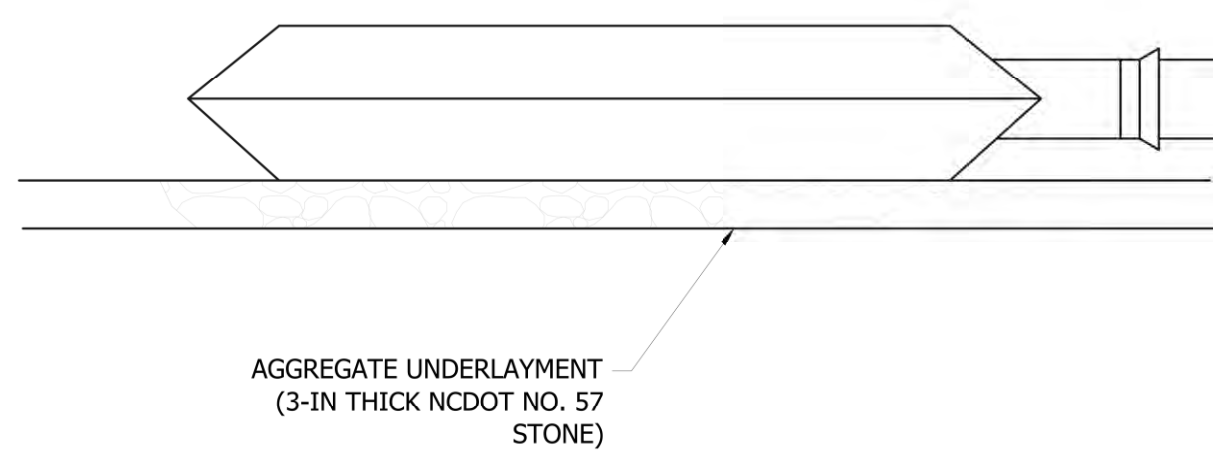 AGGREGATE UNDERLAYMENT
(3-IN THICK NCDOT NO. 57
STONE)